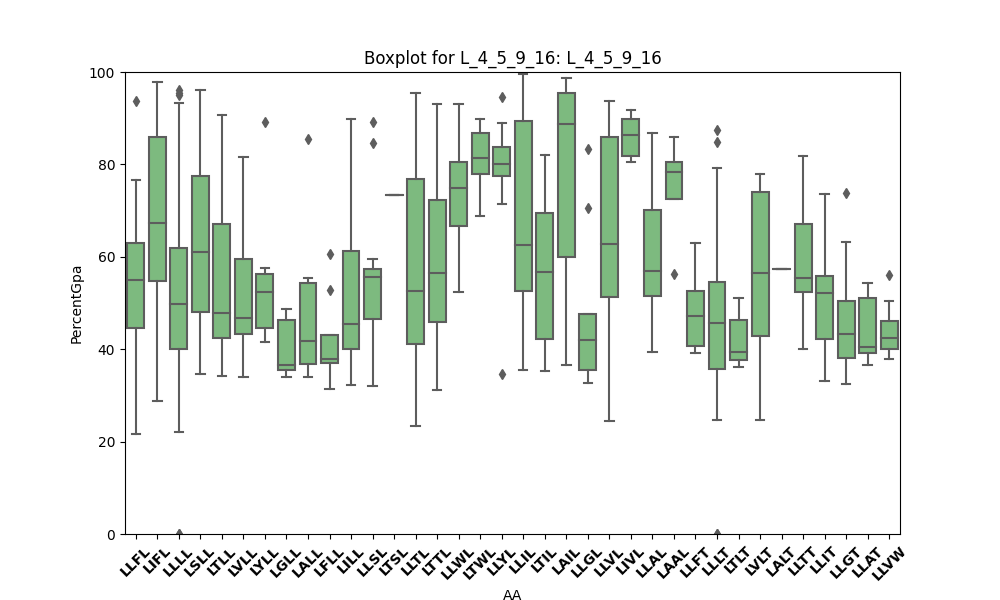 Boxplot for L_4_5_9_16: L_4_5_9_16
100
80
60
40
20
0
PercentGpa
LLFL LIFL LLLL LSLL LTLL LVLL LYLL LGLL LALL LFLL LILL LLSL LTSL LLTL LTTL LLWL LTWL LLYL LLIL LTIL LAIL LLGL LLVL LIVL LLAL LAAL LLFT LLLT LTLT LVLT LALT LLTT LLIT LLGT LLAT LLVW
AA